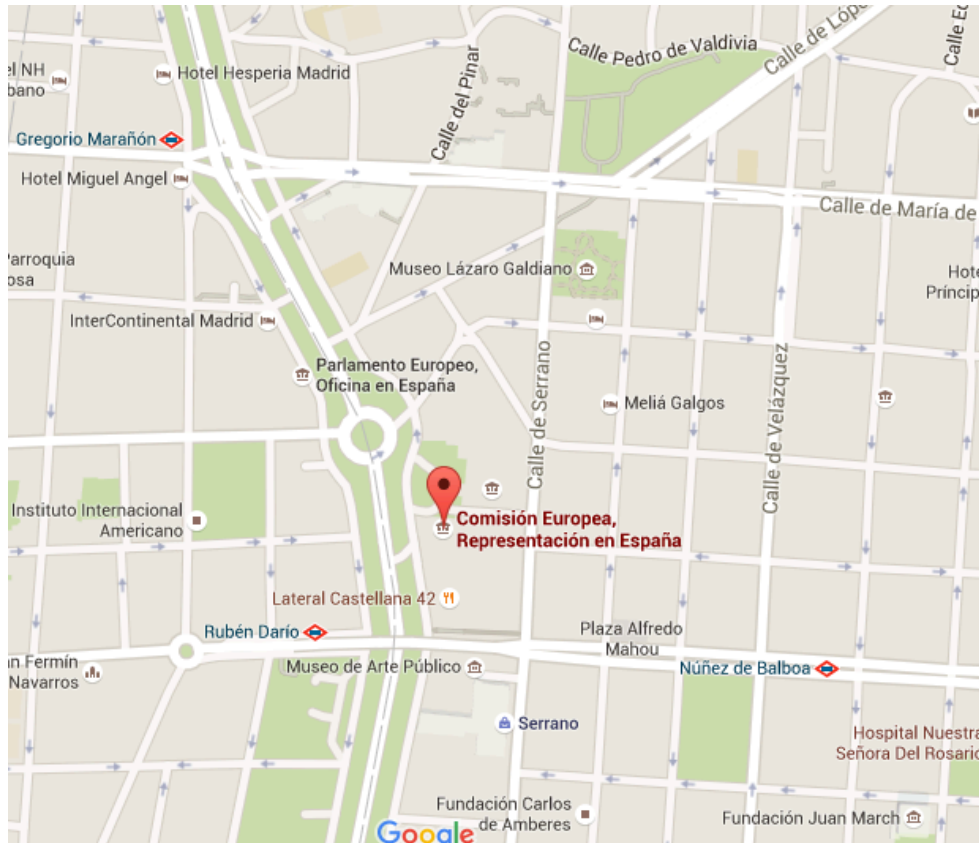 Calle Pedro de Valdivia
Calle de Lópe
Calle Ec
el NH
bano
Hotel Hesperia Madrid
Calle del Pinar
Gregorio Marañón
Hotel Miguel Angel
Calle de María de
Parroquia
osa
Museo Lázaro Galdiano
Hote
Príncip
InterContinental Madrid
Parlamento Europeo,
Oficina en España
Calle de Serrano
Calle de Velázquez
Meliá Galgos
Instituto Internacional
Americano
Comisión Europea,
Representación en España
Lateral Castellana 42
Rubén Darío
Plaza Alfredo
Mahou
an Fermín
Navarros
Museo de Arte Público
Núñez de Balboa
Serrano
Hospital Nuestra
Señora Del Rosario
Fundación Carlos
de Amberes
Fundación Juan March
Google